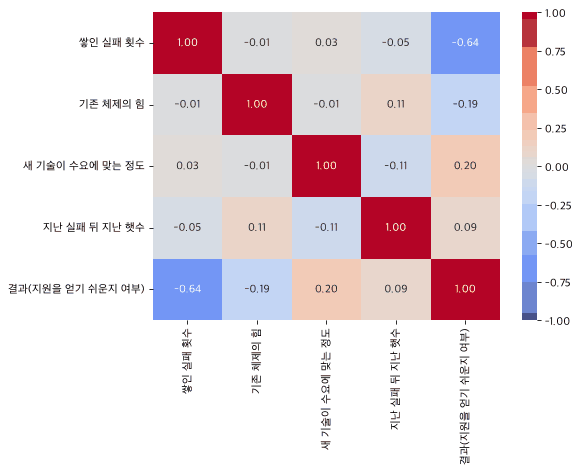 쌓인 실패 횟수
1.00 -0.01 0.03 -0.05 -0.64
기존 체제의 힘
-0.01 1.00 -0.01 0.11 -0.19
새 기술이 수요에 맞는 정도
0.03 -0.01 1.00 -0.11 0.20
지난 실패 뒤 지난 햇수
-0.05 0.11 -0.11 1.00 0.09
결과(지원을 얻기 쉬운지 여부)
-0.64 -0.19 0.20 0.09 1.00
쌓인 실패 횟수
기존 체제의 힘
새 기술이 수요에 맞는 정도
지난 실패 뒤 지난 햇수
결과(지원을 얻기 쉬운지 여부)
1.00
0.75
0.50
0.25
0.00
-0.25
-0.50
-0.75
-1.00